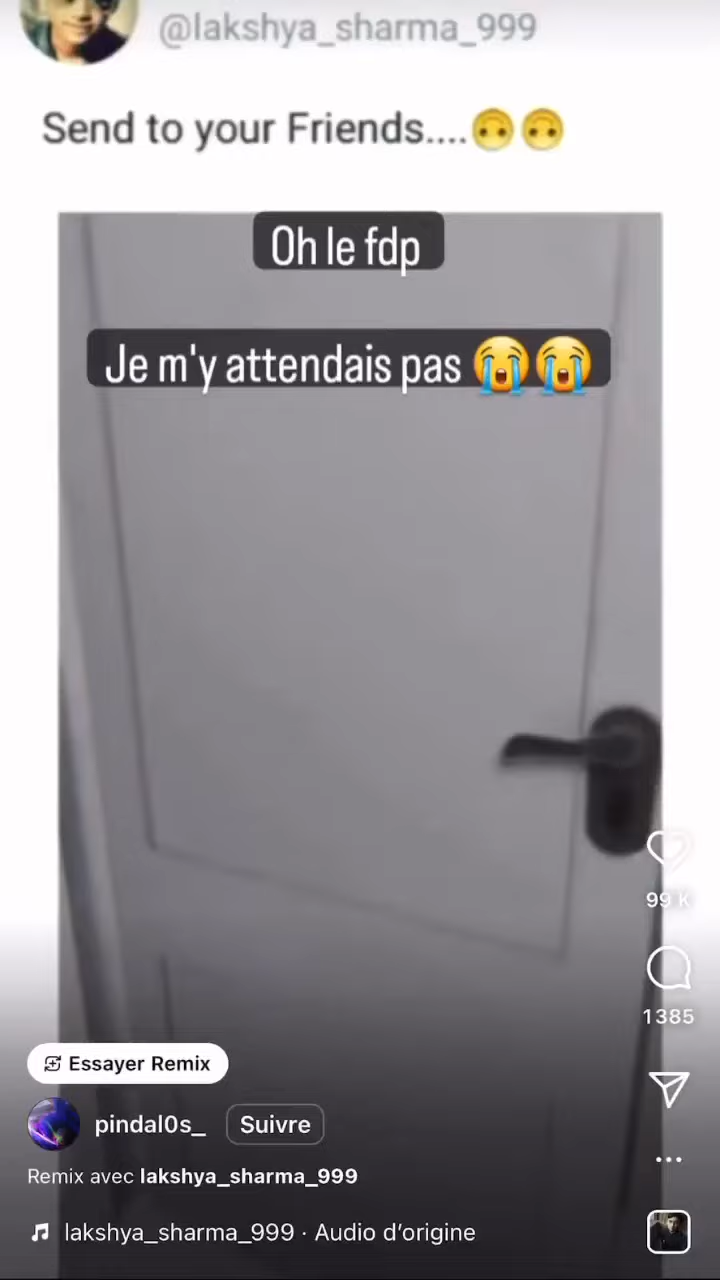 @lakshya_sharma_999
Send to your Friends....🙃🙃
Oh le fdp
Je m'y attendais pas 😭😭
99 K
1385
Essayer Remix
pindal0s_ Suivre
Remix avec lakshya_sharma_999
lakshya_sharma_999 · Audio d’origine